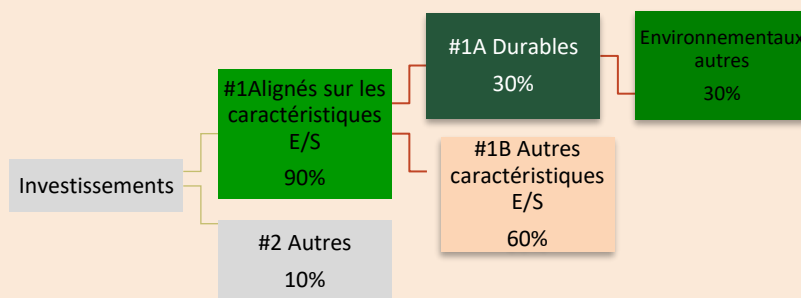 Investissements
#1Alignés sur les
caractéristiques
E/S
90%
#2 Autres
10%
#1A Durables
30%
#1B Autres
caractéristiques
E/S
60%
Environnementaux
autres
30%